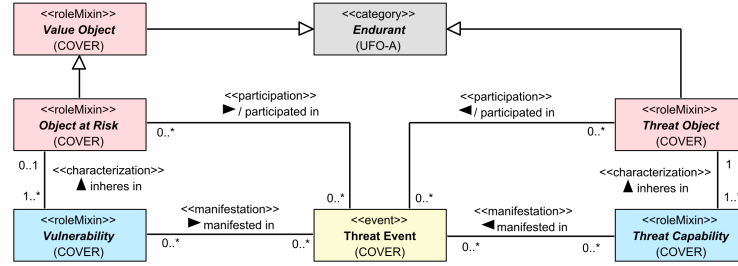 <<roleMixin>>
Value Object
(COVER)
<<category>>
Endurant
(UFO-A)
<<roleMixin>>
Object at Risk
(COVER)
<<participation>>
/ participated in
0..*
0..*
<<participation>>
/ participated in
0..*
0..*
<<roleMixin>>
Threat Object
(COVER)
0..1
<<characterization>>
inheres in
1..*
<<characterization>>
inheres in
1
1..
<<roleMixin>>
Vulnerability
(COVER)
<<manifestation>>
manifested in
0..*
0..*
<<event>>
Threat Event
(COVER)
<<manifestation>>
manifested in
0..*
0..*
<<roleMixin>>
Threat Capability
(COVER)